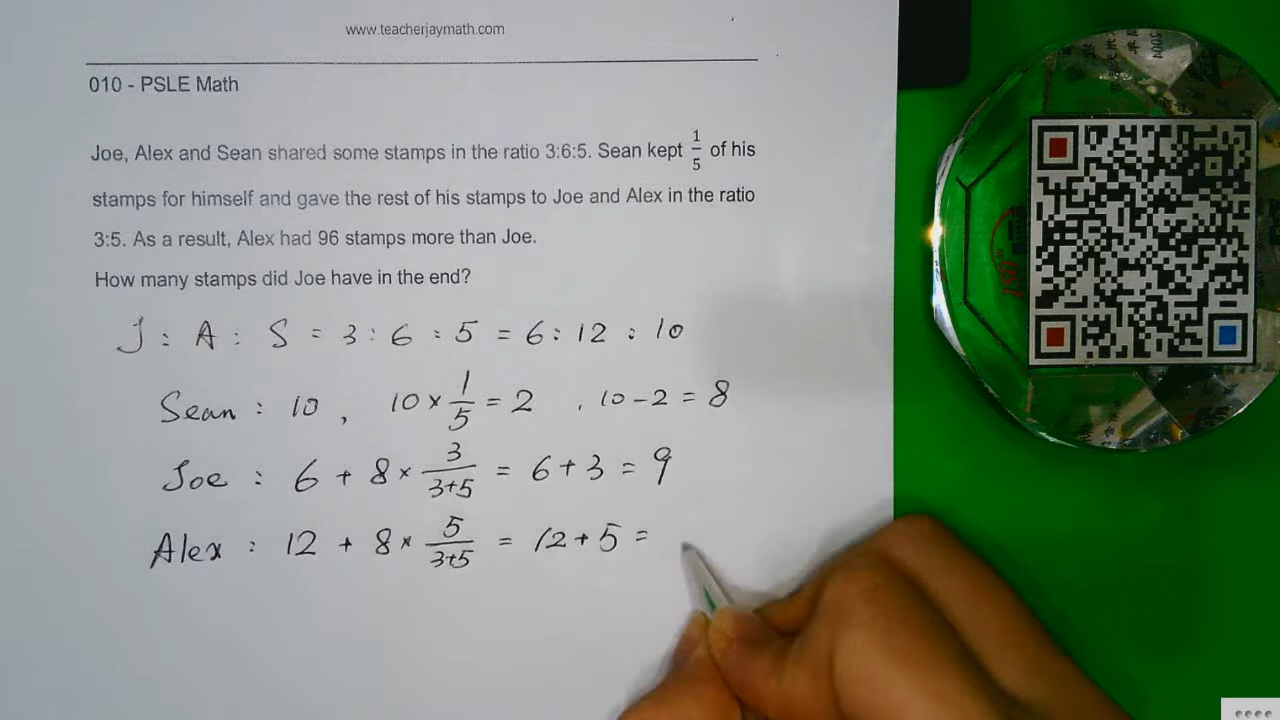 www.teacherjaymath.com
010 - PSLE Math
Joe, Alex and Sean shared some stamps in the ratio 3:6:5. Sean kept 1/5 of his
stamps for himself and gave the rest of his stamps to Joe and Alex in the ratio
3:5. As a result, Alex had 96 stamps more than Joe.
How many stamps did Joe have in the end?
J : A : S = 3 : 6 : 5 = 6 : 12 : 10
Sean : 10 , 10 × 1/5 = 2 , 10 - 2 = 8
Joe : 6 + 8 × 3/(3+5) = 6 + 3 = 9
Alex : 12 + 8 × 5/(3+5) = 12 + 5 =